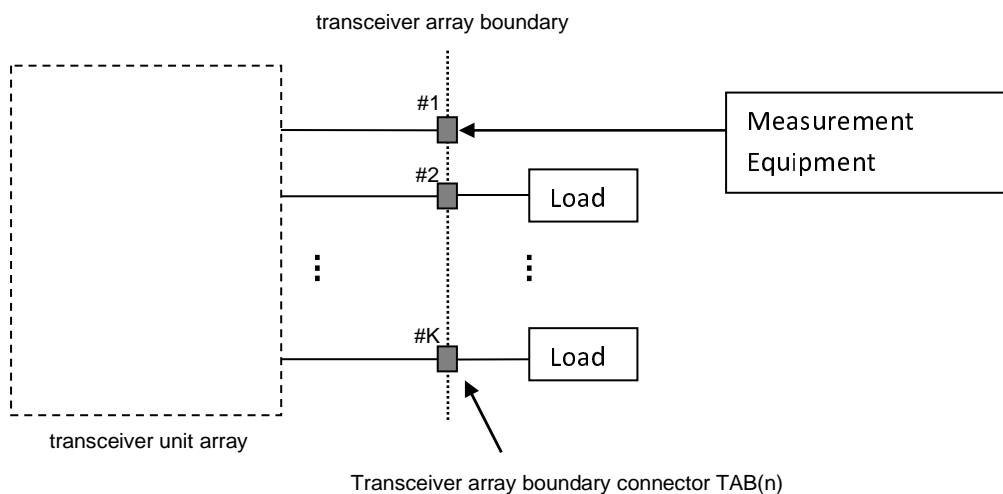 transceiver array boundary
#1
Measurement
Equipment
#2
Load
#K
Load
transceiver unit array
Transceiver array boundary connector TAB(n)